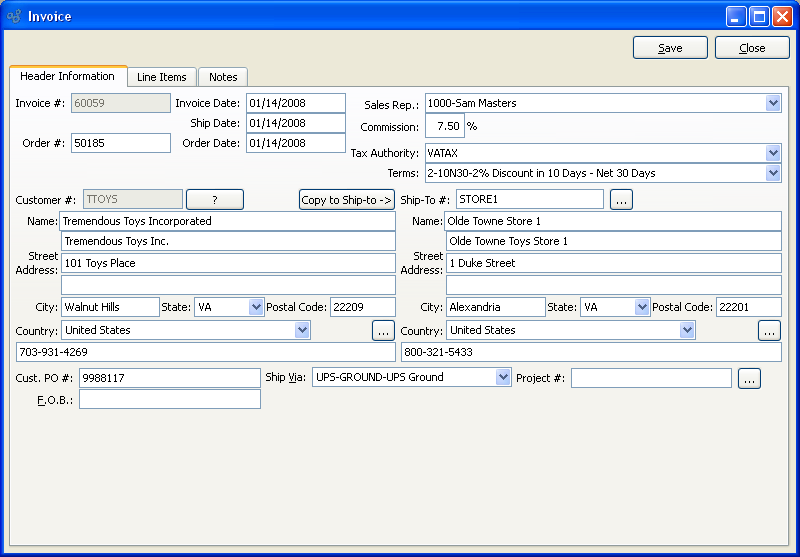 Invoice
Save Close
Header Information Line Items Notes
Invoice #: 60059 Invoice Date: 01/14/2008 Sales Rep.: 1000-Sam Masters
Ship Date: 01/14/2008 Commission: 7.50 %
Order #: 50185 Order Date: 01/14/2008
Tax Authority: VATAX
Terms: 2-10N30-2% Discount in 10 Days - Net 30 Days
Customer #: TTOYS ? Copy to Ship-to -> Ship-To #: STORE1 ...
Name: Tremendous Toys Incorporated Name: Olde Towne Store 1
Tremendous Toys Inc. Olde Towne Toys Store 1
Street Address: 101 Toys Place Street Address: 1 Duke Street
City: Walnut Hills State: VA Postal Code: 22209 City: Alexandria State: VA Postal Code: 22201
Country: United States ... Country: United States ...
703-931-4269 800-321-5433
Cust. PO #: 9988117 Ship Via: UPS-GROUND-UPS Ground Project #: ...
F.O.B.: